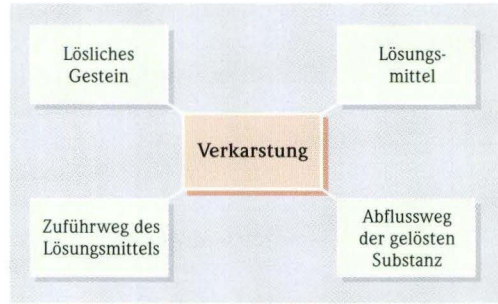 Lösliches
Gestein
Lösungs-
mittel
Verkarstung
Zuführweg des
Lösungsmittels
Abflussweg
der gelösten
Substanz